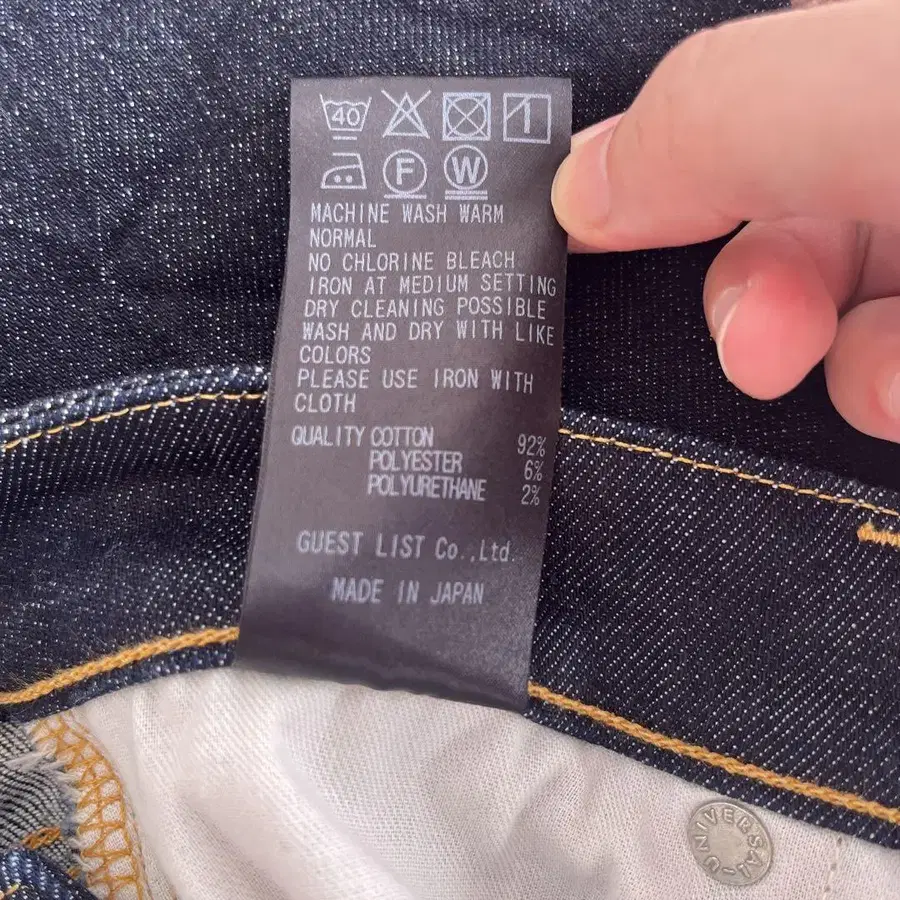 40
F W
MACHINE WASH WARM
NORMAL
NO CHLORINE BLEACH
IRON AT MEDIUM SETTING
DRY CLEANING POSSIBLE
WASH AND DRY WITH LIKE
COLORS
PLEASE USE IRON WITH
CLOTH
QUALITY COTTON 92%
POLYESTER 6%
POLYURETHANE 2%
GUEST LIST Co.,Ltd.
MADE IN JAPAN
UNIVERSAL